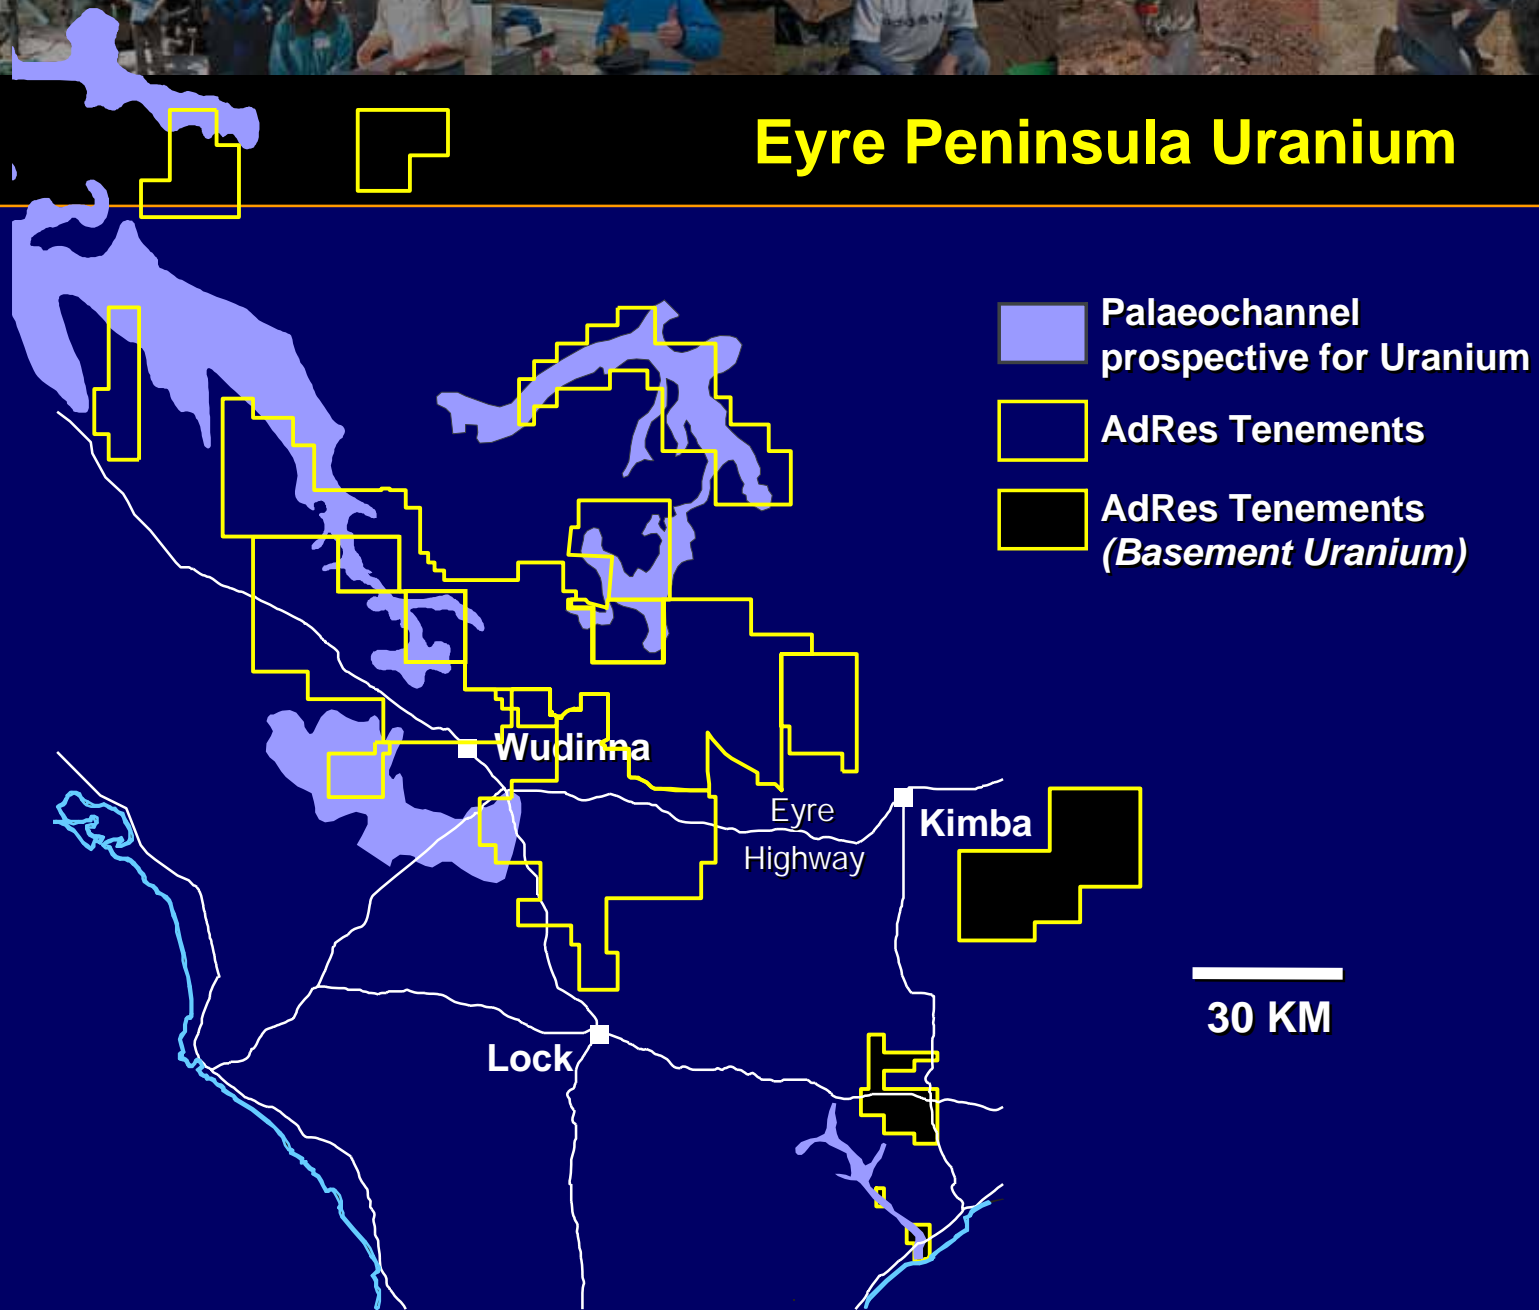 Eyre Peninsula Uranium
Palaeochannel
prospective for Uranium
AdRes Tenements
AdRes Tenements
(Basement Uranium)
Wudinna
Eyre
Highway
Kimba
30 KM
Lock